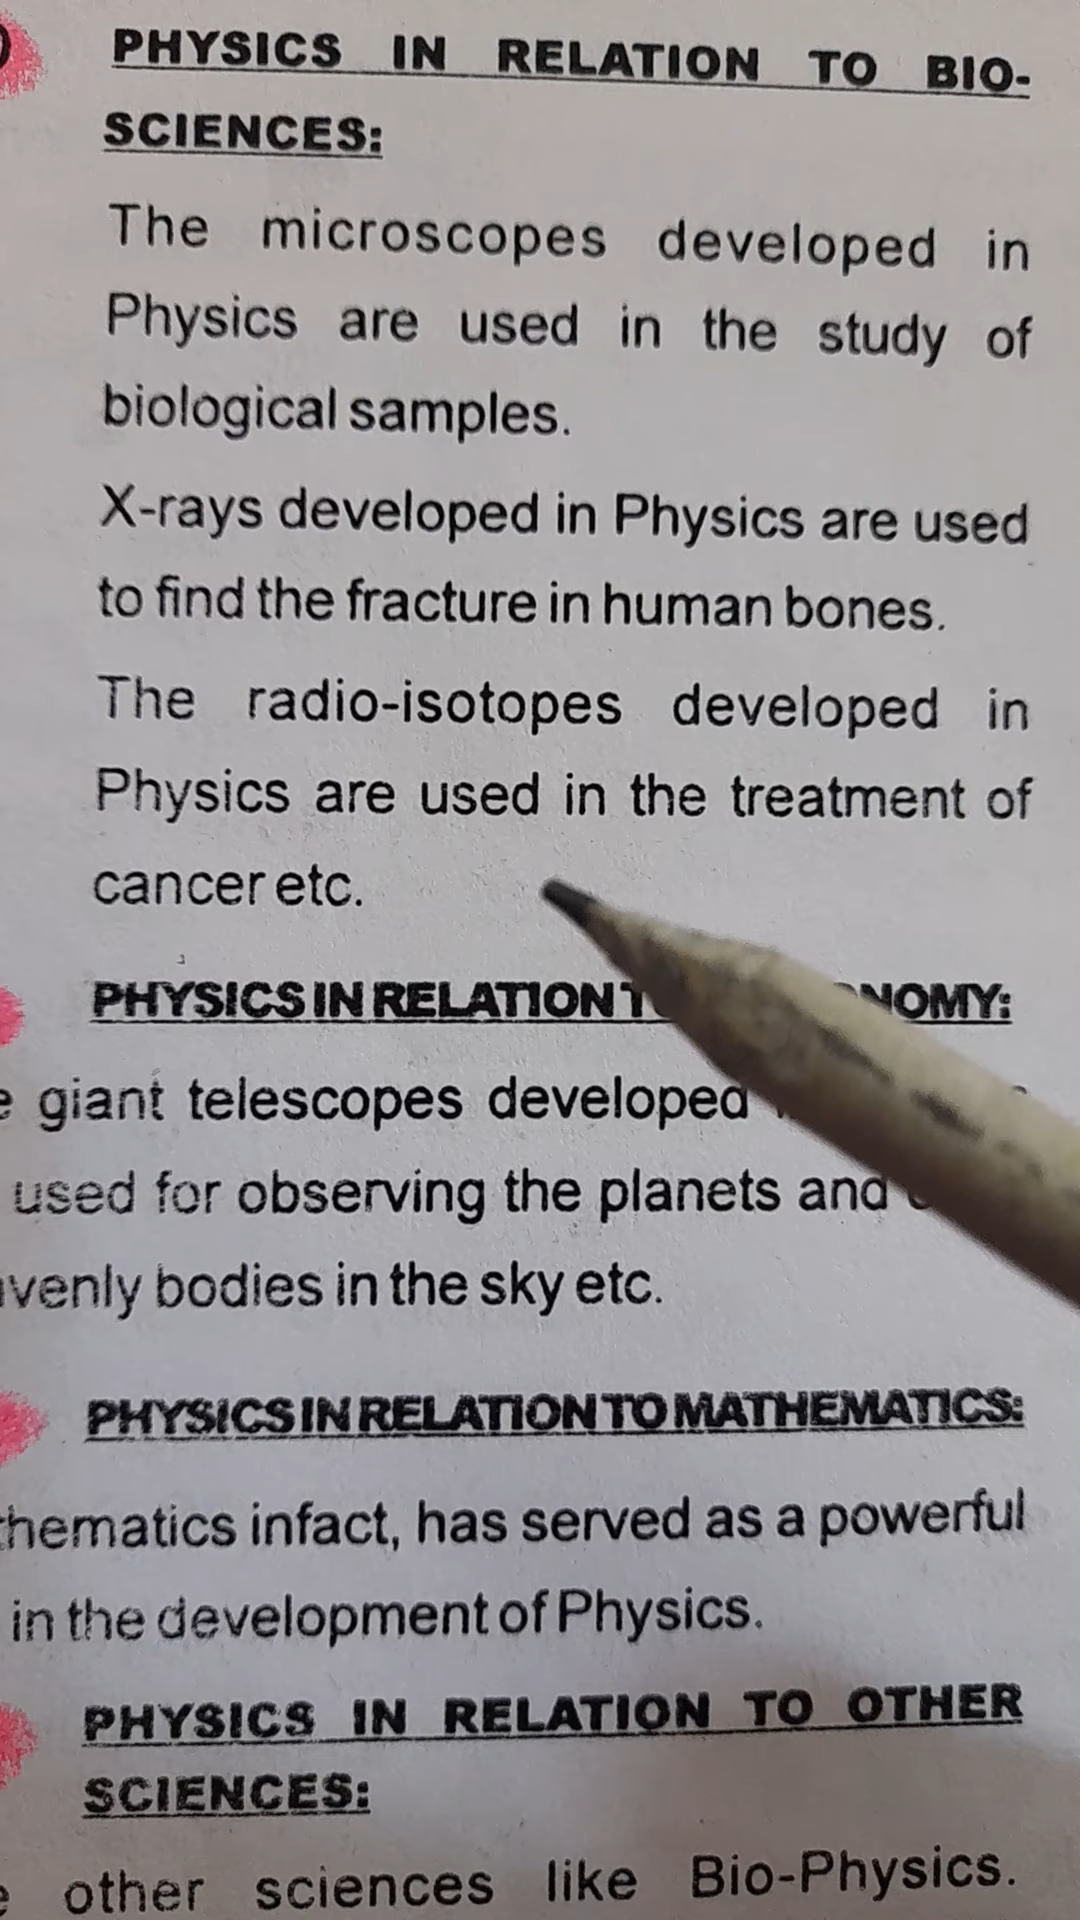 PHYSICS IN RELATION TO BIO-
SCIENCES:
The microscopes developed in
Physics are used in the study of
biological samples.
X-rays developed in Physics are used
to find the fracture in human bones.
The radio-isotopes developed in
Physics are used in the treatment of
cancer etc.
PHYSICS IN RELATION
giant telescopes developed
used for observing the planets and
bodies in the sky etc.
PHYSICS IN RELATION TO MATHEMATICS:
infact, has served as a powerful
in the development of Physics.
PHYSICS IN RELATION TO OTHER
SCIENCES:
other sciences like Bio-Physics.